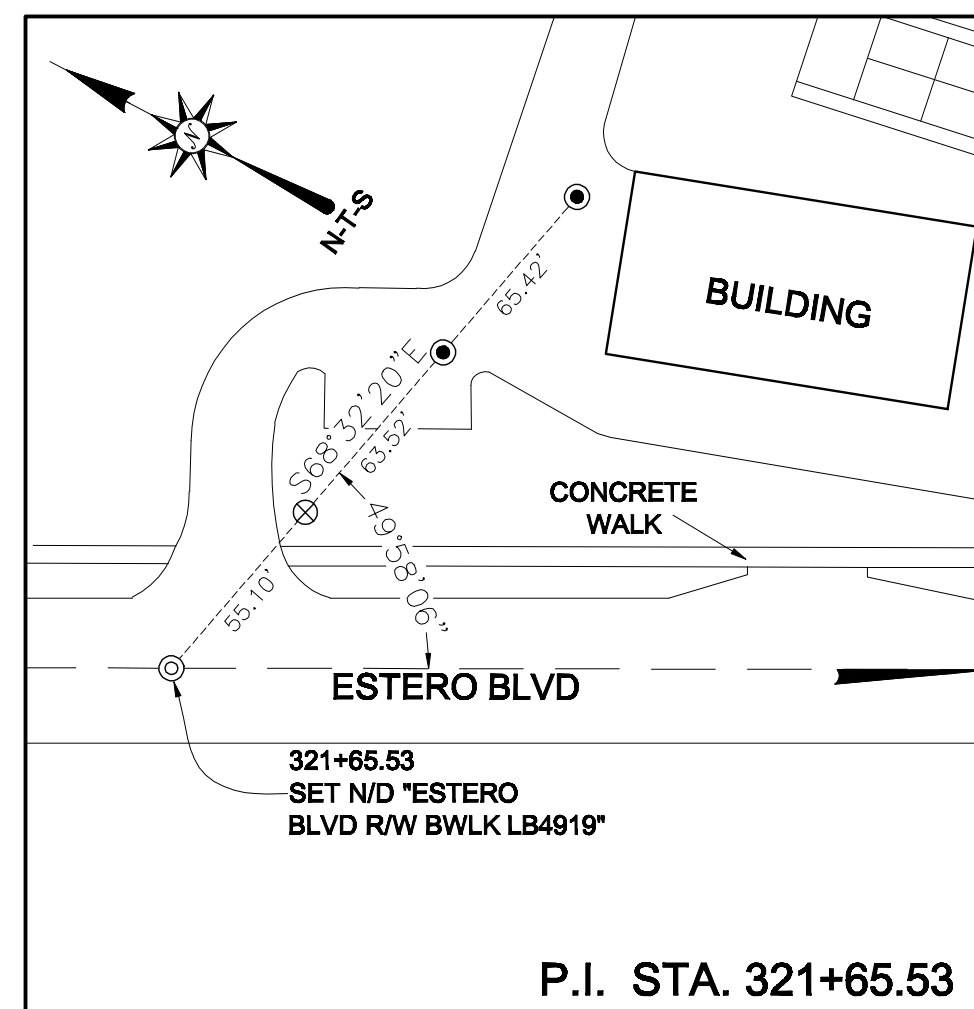 N
N-T-S
65.42'
BUILDING
S68°32'20"E
63.52'
CONCRETE
WALK
49°58'06"
55.10'
ESTERO BLVD
321+65.53
SET N/D "ESTERO
BLVD R/W BWLK LB4919"
P.I. STA. 321+65.53